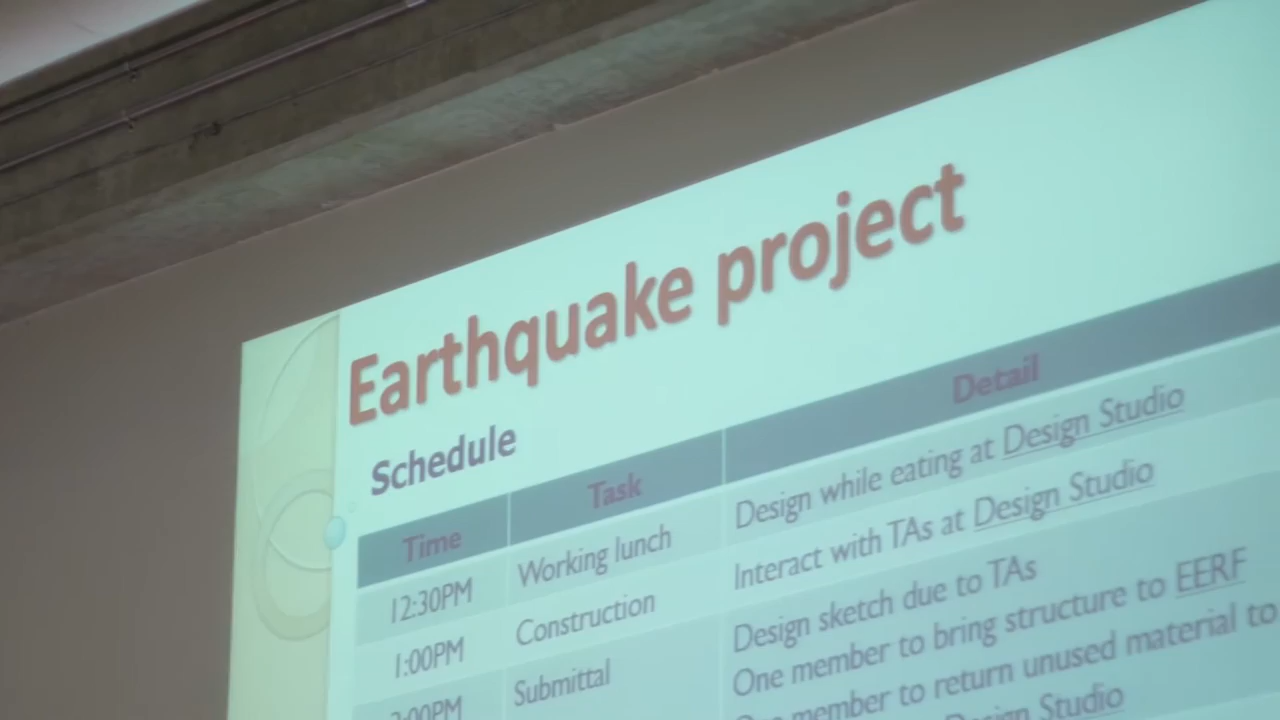 Earthquake project
Schedule
Time Task Detail
12:30PM Working lunch Design while eating at Design Studio
1:00PM Construction Interact with TAs at Design Studio
:00PM Submittal Design sketch due to TAs
One member to bring structure to EERF
One member to return unused material to
Design Studio